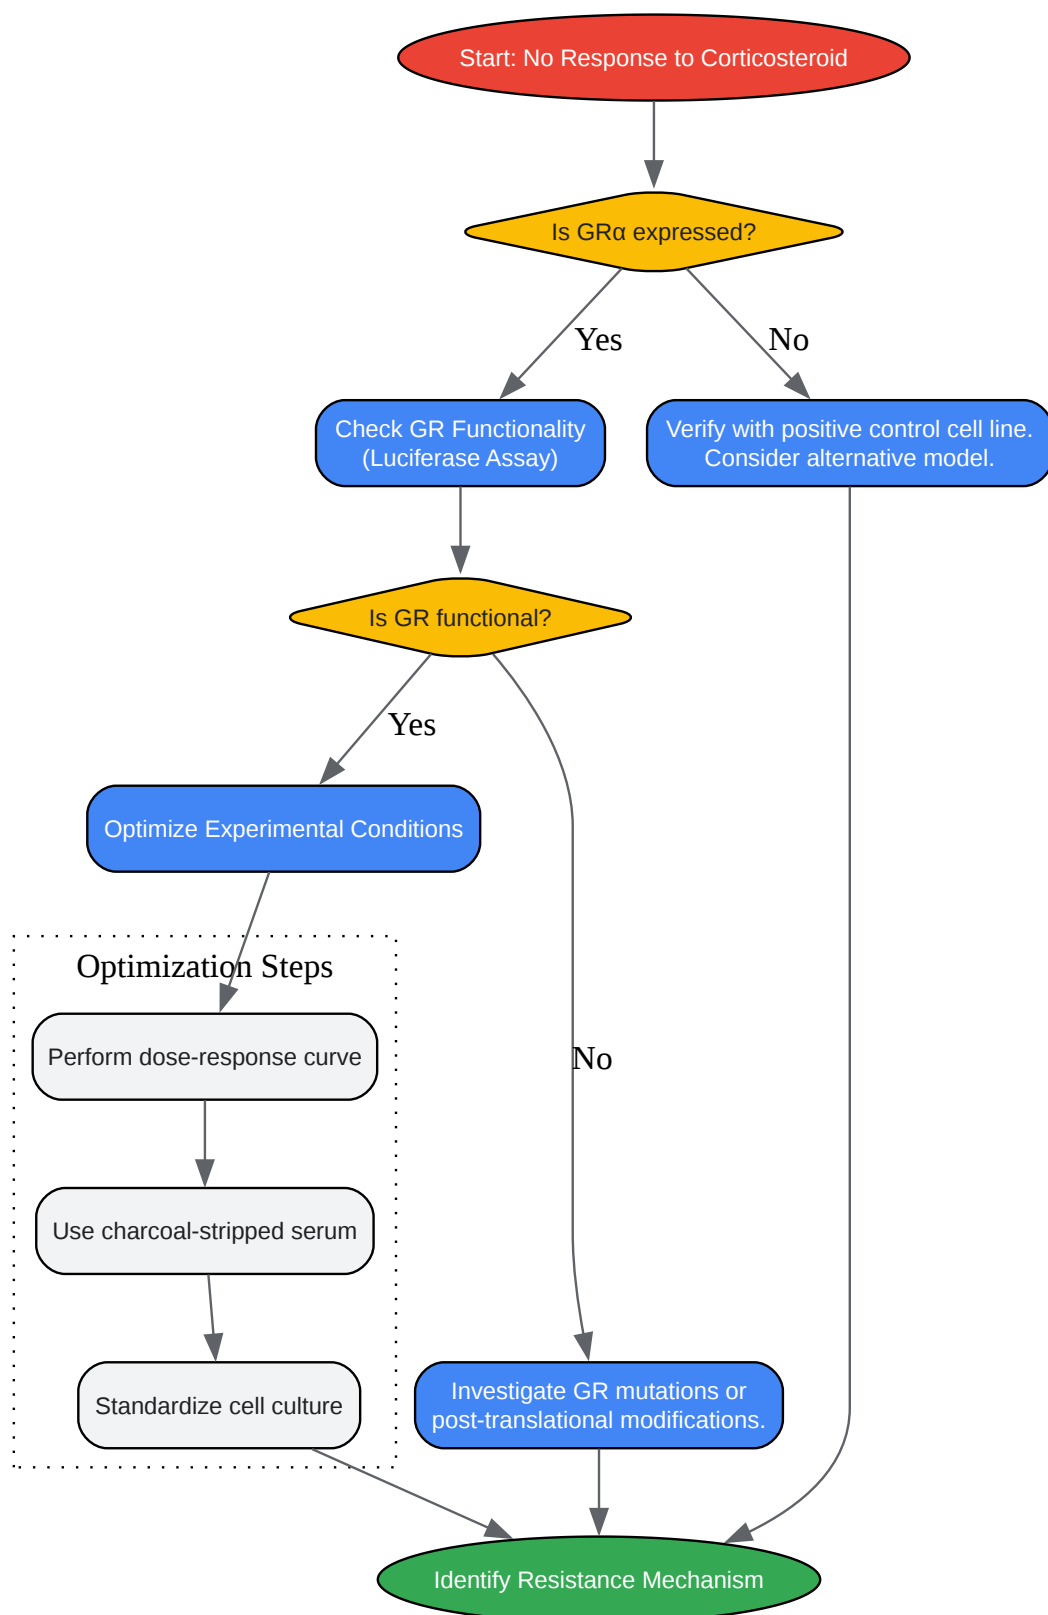 Start: No Response to Corticosteroid
Is GRα expressed?
Yes
No
Check GR Functionality
(Luciferase Assay)
Verify with positive control cell line.
Consider alternative model.
Is GR functional?
Yes
Optimize Experimental Conditions
Optimization Steps
Perform dose-response curve
No
Use charcoal-stripped serum
Standardize cell culture
Investigate GR mutations or
post-translational modifications.
Identify Resistance Mechanism